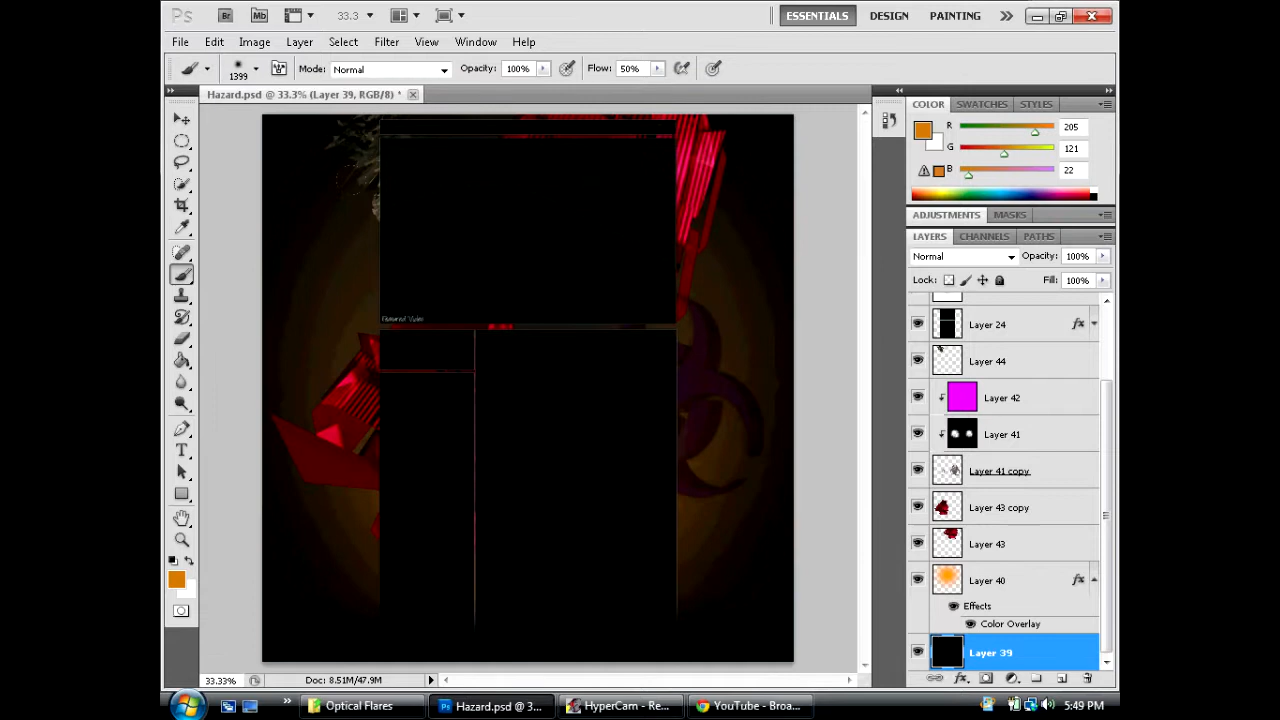 Ps Br Mb 33.3 ESSENTIALS DESIGN PAINTING
File Edit Image Layer Select Filter View Window Help
1399 Mode: Normal Opacity: 100% Flow: 50%
Hazard.psd @ 33.3% (Layer 39, RGB/8) *
COLOR SWATCHES STYLES
R 205
G 121
B 22
ADJUSTMENTS MASKS
LAYERS CHANNELS PATHS
Normal Opacity: 100%
Lock: Fill: 100%
Layer 24 fx
Layer 44
Layer 42
Layer 41
Layer 41 copy
Layer 43 copy
Layer 43
Layer 40 fx
Effects
Color Overlay
Layer 39
33.33% Doc: 8.51M/47.9M
Optical Flares Hazard.psd @ 3... HyperCam - Re... YouTube - Broa... 5:49 PM